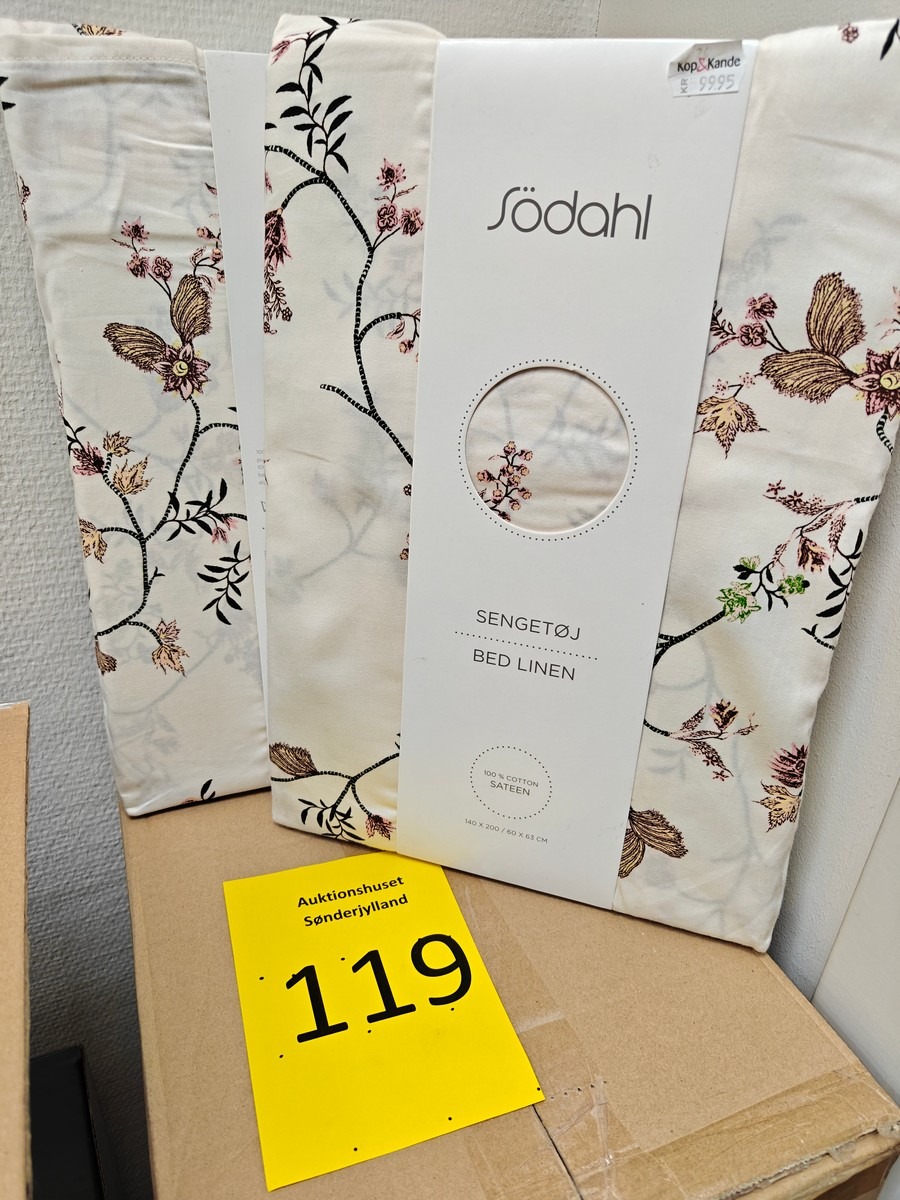 Kop&Kande
KR 99.95
Södahl
SENGETØJ
BED LINEN
100 % COTTON
SATEEN
140 X 200 / 60 X 63 CM
Auktionshuset
Sønderjylland
119